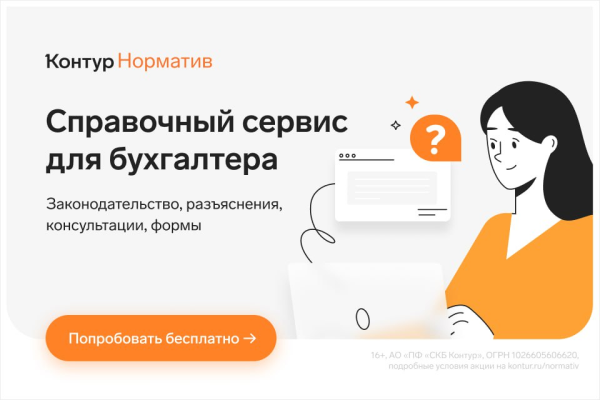 Контур Норматив
Справочный сервис
для бухгалтера
Законодательство, разъяснения,
консультации, формы
?
Попробовать бесплатно →
16+, АО «ПФ «СКБ Контур», ОГРН 1026605606620,
подробные условия акции на kontur.ru/normativ